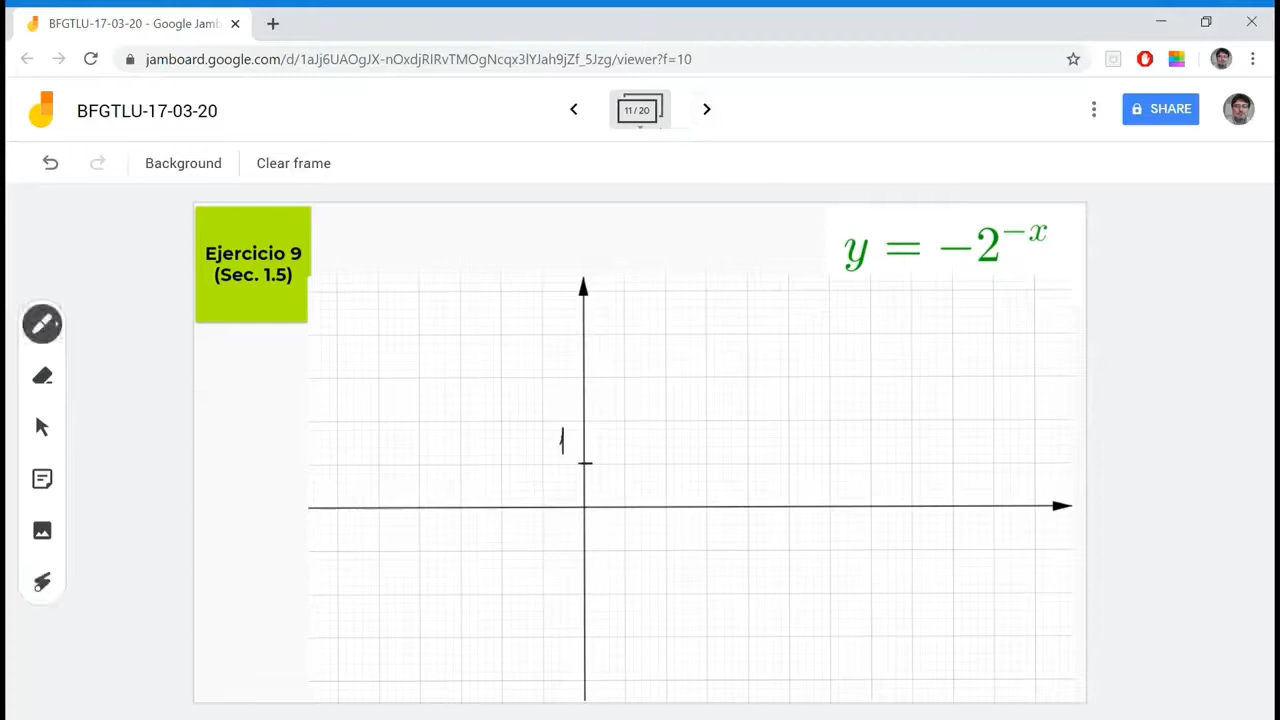 BFGTLU-17-03-20 - Google Jamb
jamboard.google.com/d/1aJj6UAOgJX-nOxdjRIRvTMOgNcqx3lYJah9jZf_5Jzg/viewer?f=10
BFGTLU-17-03-20
11 / 20
SHARE
Background
Clear frame
Ejercicio 9
(Sec. 1.5)
y = −2^{−x}
1